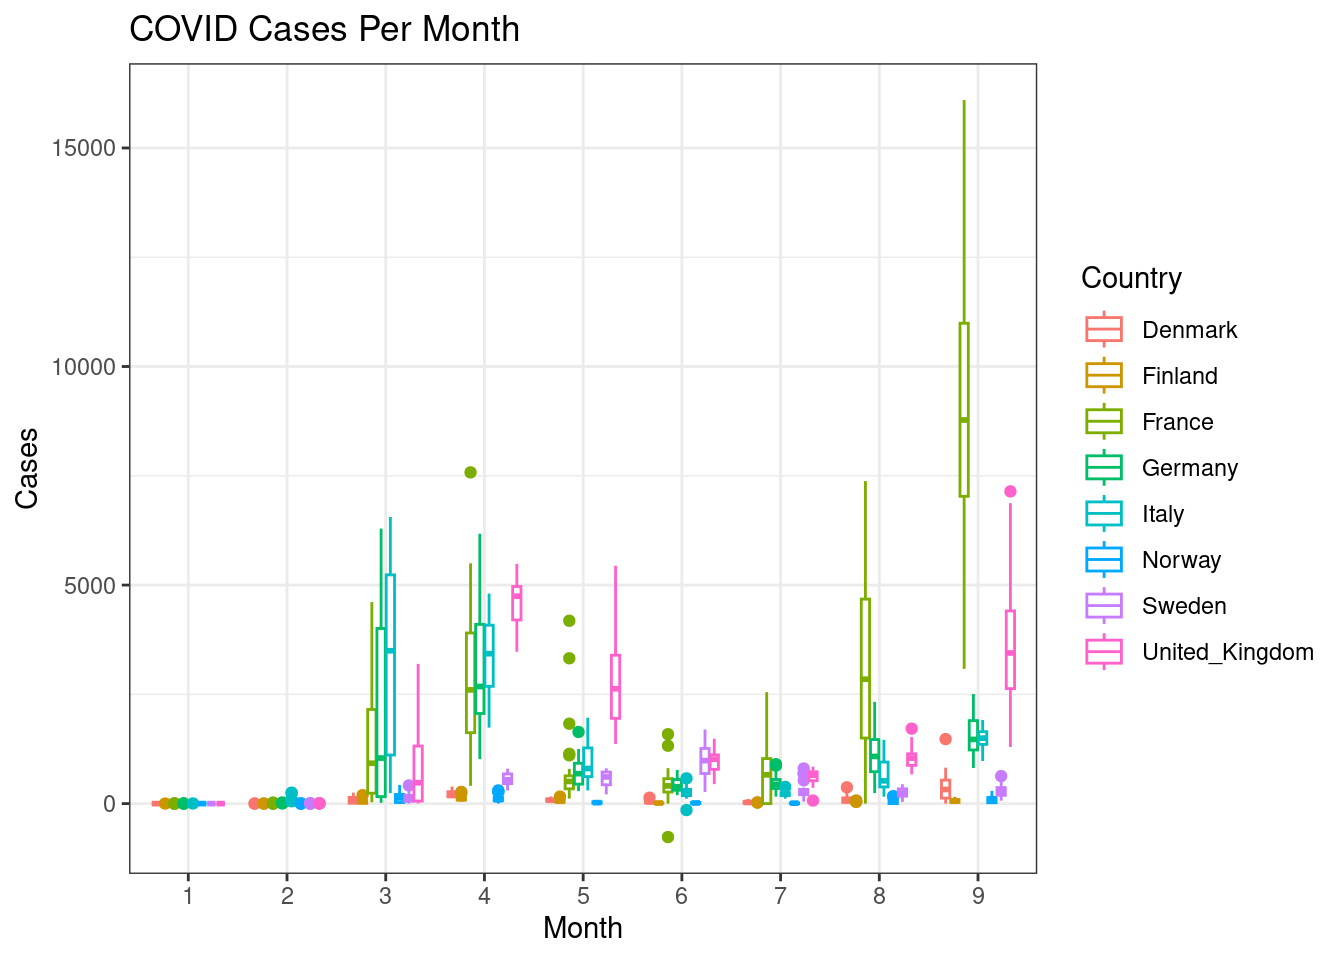 COVID Cases Per Month
15000
10000
5000
0
Cases
1 2 3 4 5 6 7 8 9
Month
Country
Denmark
Finland
France
Germany
Italy
Norway
Sweden
United_Kingdom